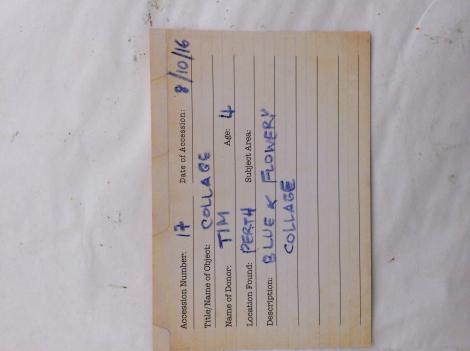 Accession Number: 17 Date of Accession: 8/10/16
Title/Name of Object: COLLAGE
Name of Donor: TIM Age: 4
Location Found: PERTH Subject Area:
Description: BLUE & FLOWERY
COLLAGE